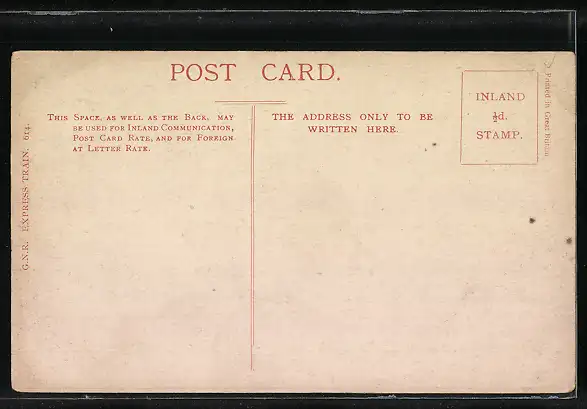 POST CARD.
THIS SPACE, AS WELL AS THE BACK, MAY
BE USED FOR INLAND COMMUNICATION,
POST CARD RATE, AND FOR FOREIGN
AT LETTER RATE.
THE ADDRESS ONLY TO BE
WRITTEN HERE.
INLAND
½d.
STAMP.
Printed in Great Britain
G.N.R. EXPRESS TRAIN. 614.